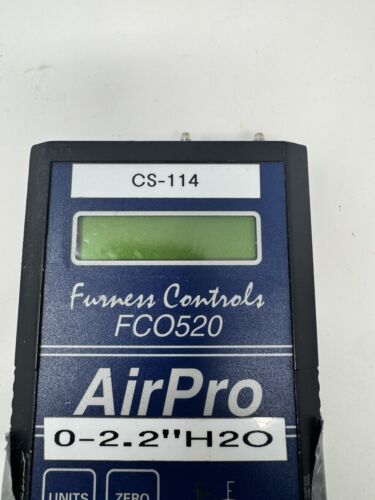 CS-114
Furness Controls
FCO520
AirPro
0-2.2"H2O
UNITS ZERO